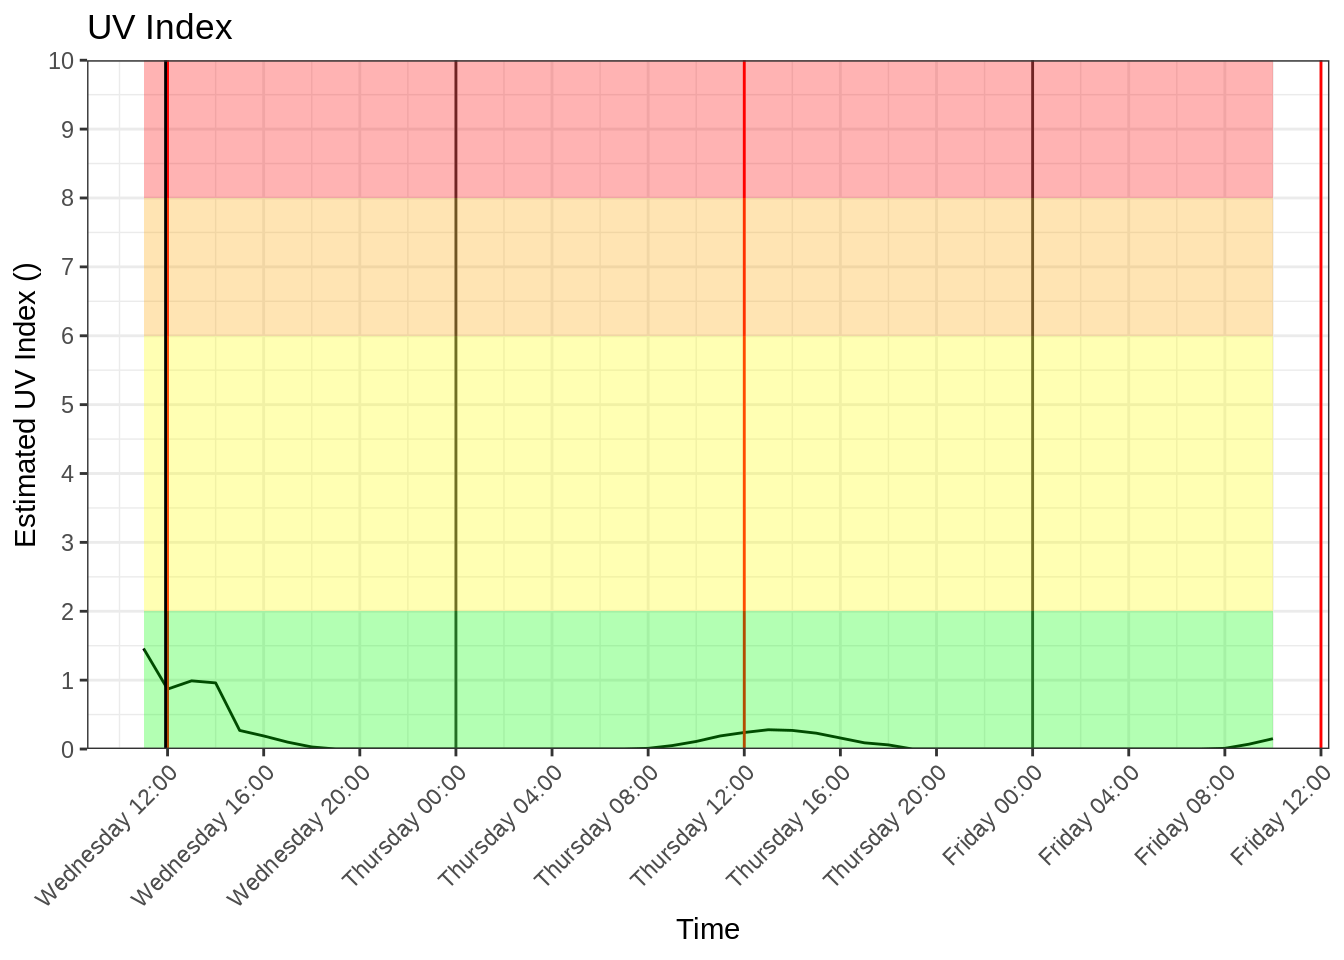 UV Index
Estimated UV Index ()
10
9
8
7
6
5
4
3
2
1
0
Wednesday 12:00
Wednesday 16:00
Wednesday 20:00
Thursday 00:00
Thursday 04:00
Thursday 08:00
Thursday 12:00
Thursday 16:00
Thursday 20:00
Friday 00:00
Friday 04:00
Friday 08:00
Friday 12:00
Time